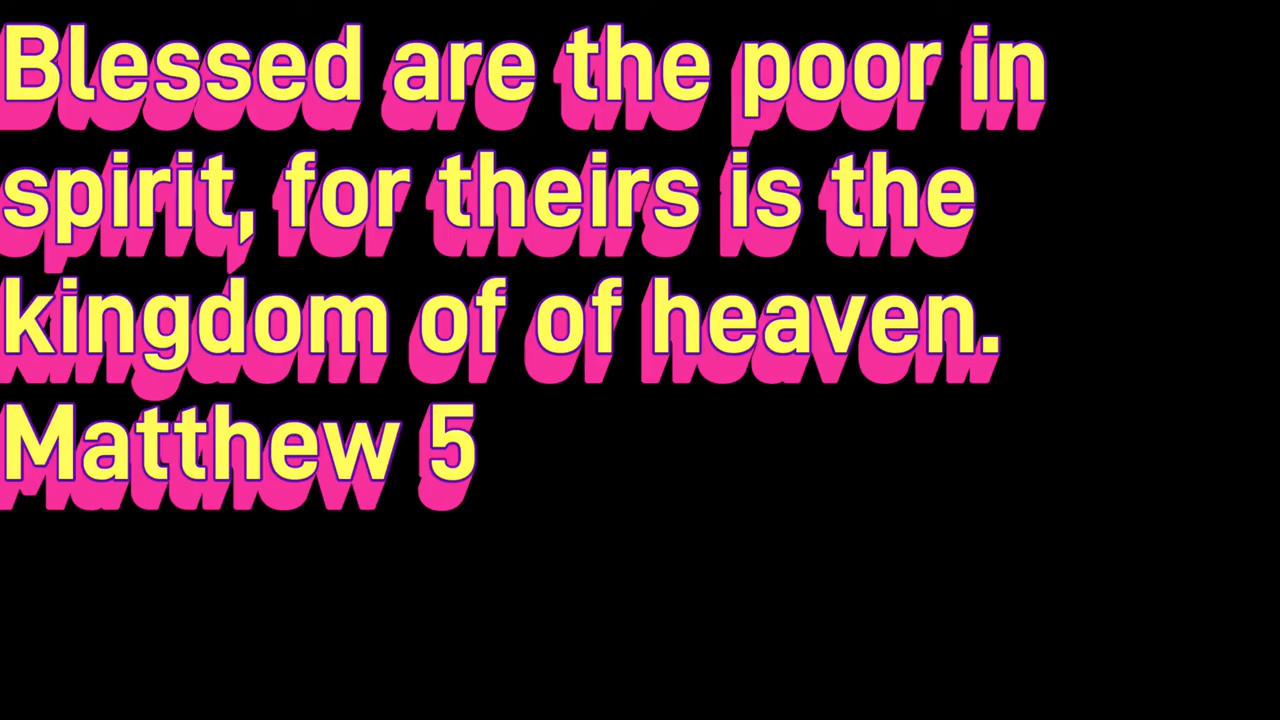 Blessed are the poor in
spirit, for theirs is the
kingdom of of heaven.
Matthew 5